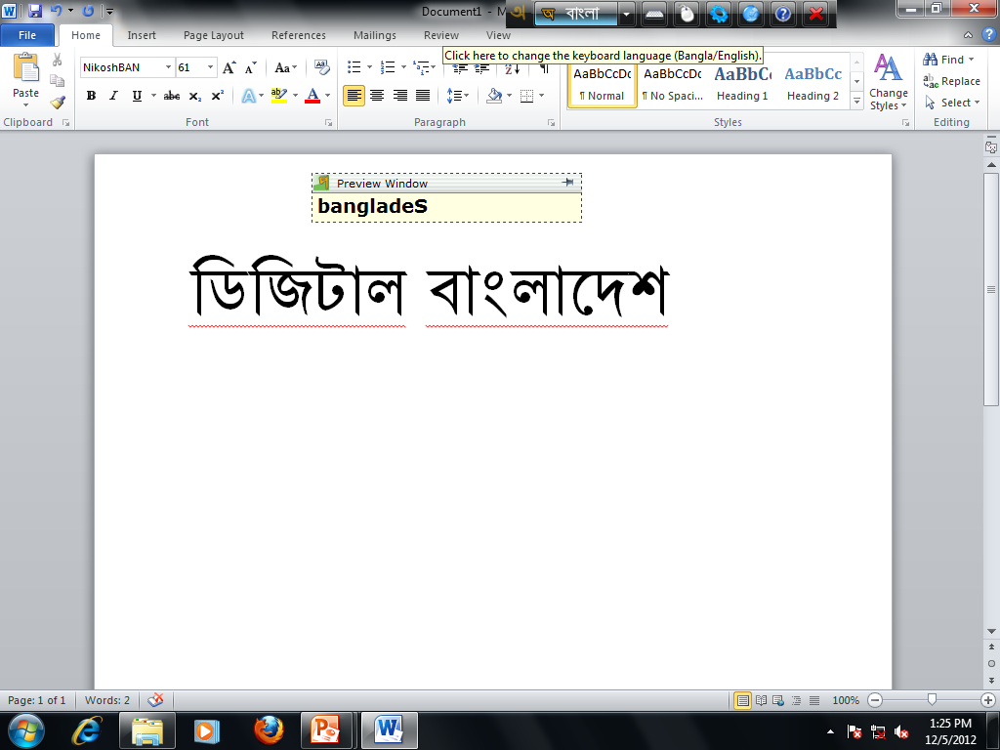 Document1 - M
বাংলা
File Home Insert Page Layout References Mailings Review View
Click here to change the keyboard language (Bangla/English).
Paste
NikoshBAN 61
Clipboard
Font
Paragraph
AaBbCcDc AaBbCcDc AaBbC AaBbCc
¶ Normal ¶ No Spaci... Heading 1 Heading 2
Change Styles
Styles
Find
Replace
Select
Editing
Preview Window
bangladeS
ডিজিটাল বাংলাদেশ
Page: 1 of 1 Words: 2 100%
1:25 PM
12/5/2012